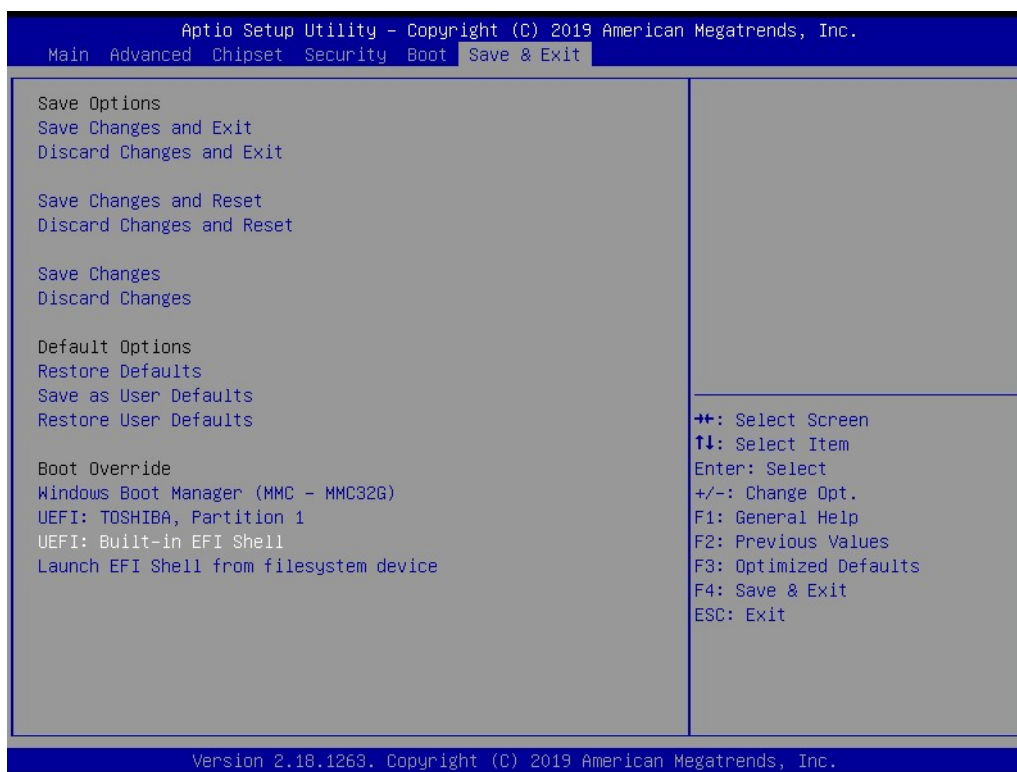 Aptio Setup Utility – Copyright (C) 2019 American Megatrends, Inc.
Main Advanced Chipset Security Boot Save & Exit
Save Options
Save Changes and Exit
Discard Changes and Exit
Save Changes and Reset
Discard Changes and Reset
Save Changes
Discard Changes
Default Options
Restore Defaults
Save as User Defaults
Restore User Defaults
Boot Override
Windows Boot Manager (MMC – MMC32G)
UEFI: TOSHIBA, Partition 1
UEFI: Built-in EFI Shell
Launch EFI Shell from filesystem device
→←: Select Screen
↑↓: Select Item
Enter: Select
+/-: Change Opt.
F1: General Help
F2: Previous Values
F3: Optimized Defaults
F4: Save & Exit
ESC: Exit
Version 2.18.1263. Copyright (C) 2019 American Megatrends, Inc.